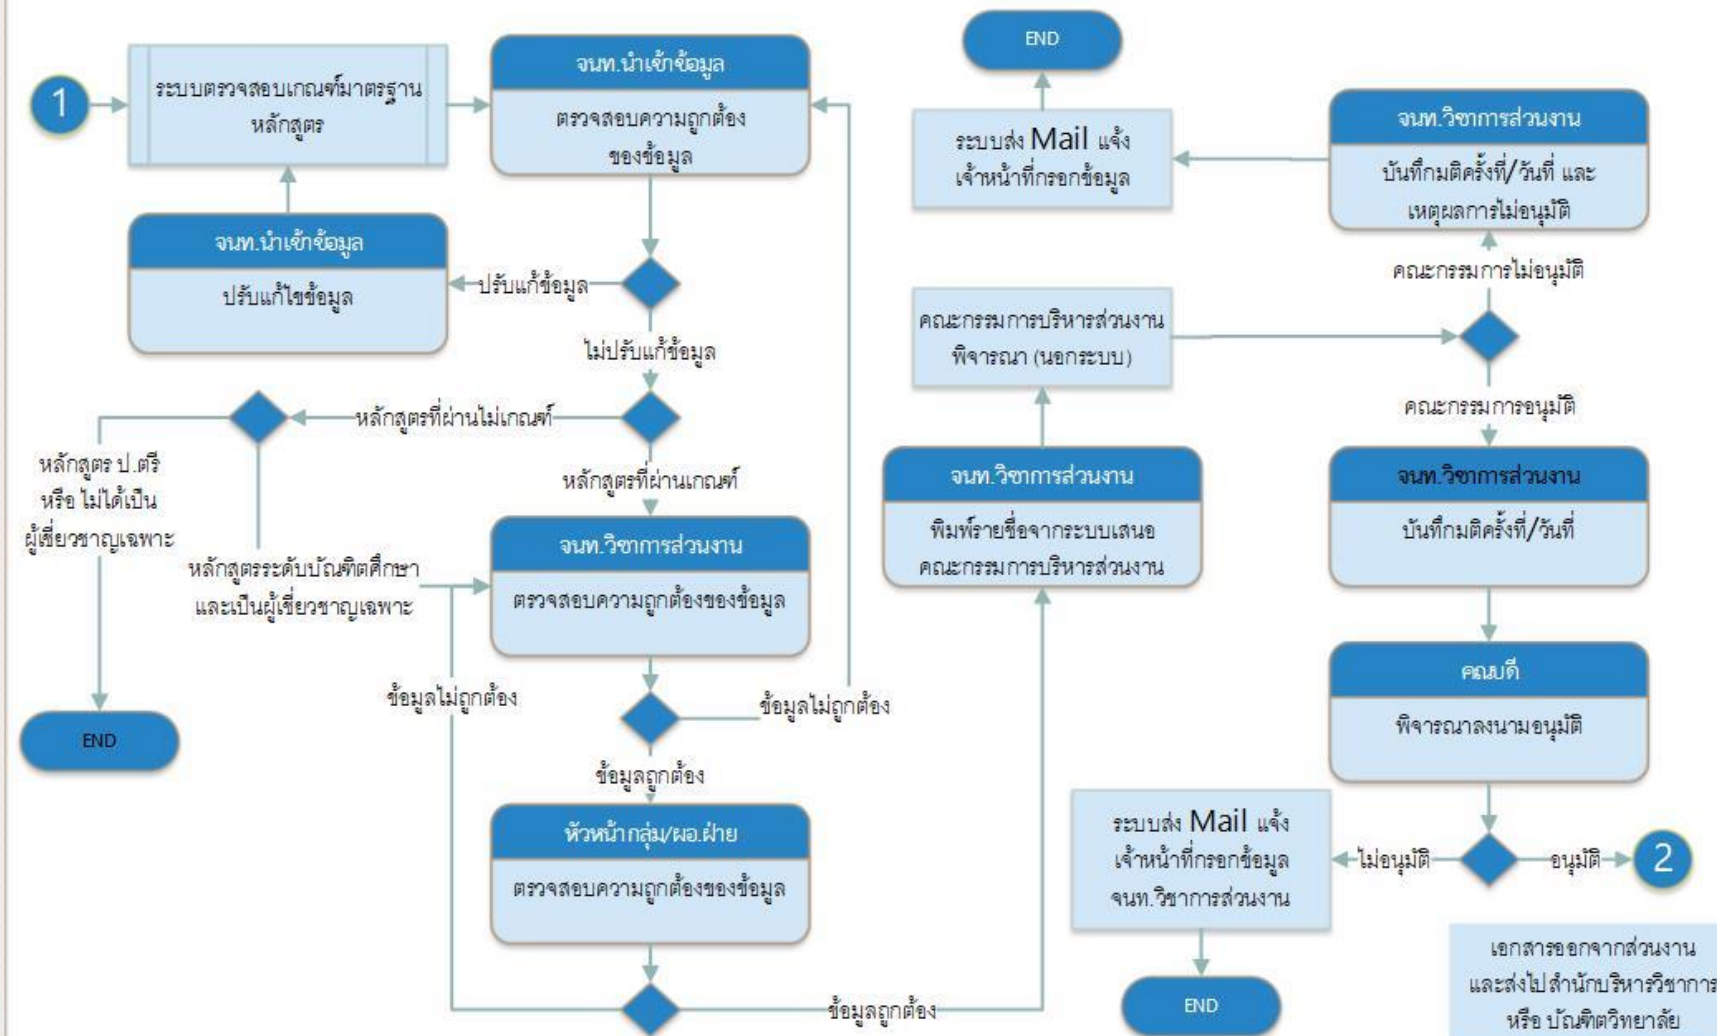 1
ระบบตรวจสอบเกณฑ์มาตรฐาน
หลักสูตร
จนท.นำเข้าข้อมูล
ตรวจสอบความถูกต้อง
ของข้อมูล
จนท.นำเข้าข้อมูล
ปรับแก้ไขข้อมูล
ปรับแก้ข้อมูล
ไม่ปรับแก้ข้อมูล
หลักสูตรที่ผ่านไม่เกณฑ์
หลักสูตร ป.ตรี
หรือ ไม่ได้เป็น
ผู้เชี่ยวชาญเฉพาะ
หลักสูตรที่ผ่านเกณฑ์
หลักสูตรระดับบัณฑิตศึกษา
และเป็นผู้เชี่ยวชาญเฉพาะ
จนท.วิชาการส่วนงาน
ตรวจสอบความถูกต้องของข้อมูล
END
ข้อมูลไม่ถูกต้อง
ข้อมูลไม่ถูกต้อง
ข้อมูลถูกต้อง
หัวหน้ากลุ่ม/ผอ.ฝ่าย
ตรวจสอบความถูกต้องของข้อมูล
ข้อมูลถูกต้อง
END
ระบบส่ง Mail แจ้ง
เจ้าหน้าที่กรอกข้อมูล
จนท.วิชาการส่วนงาน
บันทึกมติครั้งที่/วันที่ และ
เหตุผลการไม่อนุมัติ
คณะกรรมการไม่อนุมัติ
คณะกรรมการบริหารส่วนงาน
พิจารณา (นอกระบบ)
คณะกรรมการอนุมัติ
จนท.วิชาการส่วนงาน
พิมพ์รายชื่อจากระบบเสนอ
คณะกรรมการบริหารส่วนงาน
จนท.วิชาการส่วนงาน
บันทึกมติครั้งที่/วันที่
คณบดี
พิจารณาลงนามอนุมัติ
ระบบส่ง Mail แจ้ง
เจ้าหน้าที่กรอกข้อมูล
จนท.วิชาการส่วนงาน
ไม่อนุมัติ
อนุมัติ
2
END
เอกสารออกจากส่วนงาน
และส่งไปสำนักบริหารวิชาการ
หรือ บัณฑิตวิทยาลัย